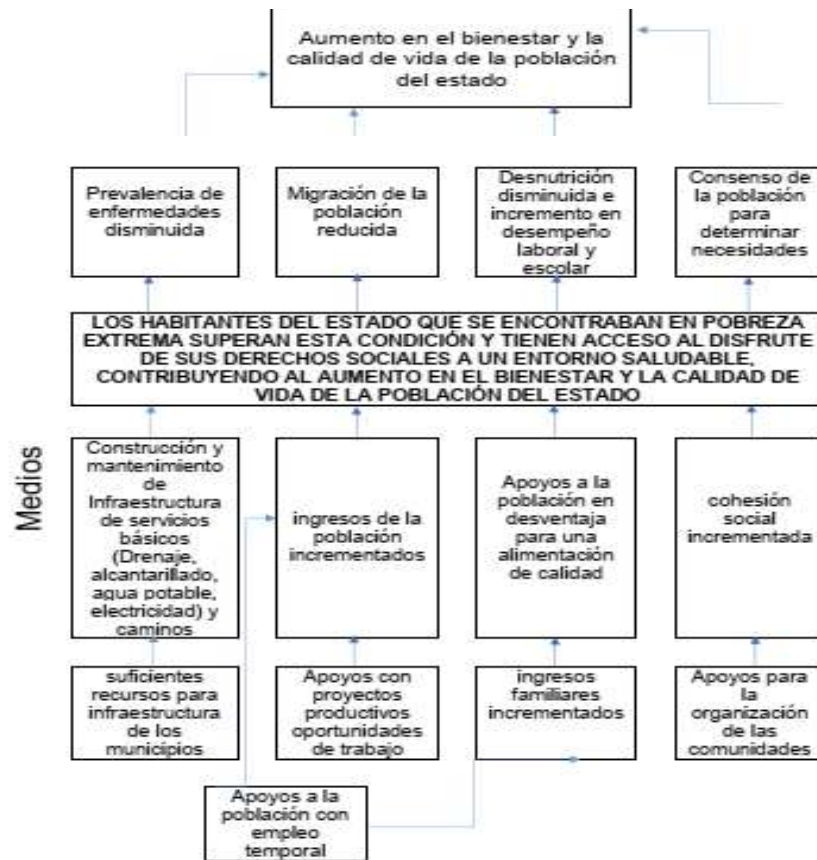 Aumento en el bienestar y la
calidad de vida de la población
del estado
Prevalencia de
enfermedades
disminuida
Migración de la
población
reducida
Desnutrición
disminuida e
incremento en
desempeño
laboral y
escolar
Consenso de
la población
para
determinar
necesidades
LOS HABITANTES DEL ESTADO QUE SE ENCONTRABAN EN POBREZA
EXTREMA SUPERAN ESTA CONDICIÓN Y TIENEN ACCESO AL DISFRUTE
DE SUS DERECHOS SOCIALES A UN ENTORNO SALUDABLE,
CONTRIBUYENDO AL AUMENTO EN EL BIENESTAR Y LA CALIDAD DE
VIDA DE LA POBLACIÓN DEL ESTADO
Medios
Construcción y
mantenimiento
de
Infraestructura
de servicios
básicos
(Drenaje,
alcantarillado,
agua potable,
electricidad) y
caminos
ingresos de la
población
incrementados
Apoyos a la
población en
desventaja
para una
alimentación
de calidad
cohesión
social
incrementada
suficientes
recursos para
infraestructura
de los
municipios
Apoyos con
proyectos
productivos
oportunidades
de trabajo
ingresos
familiares
incrementados
Apoyos para
la
organización
de las
comunidades
Apoyos a la
población con
empleo
temporal